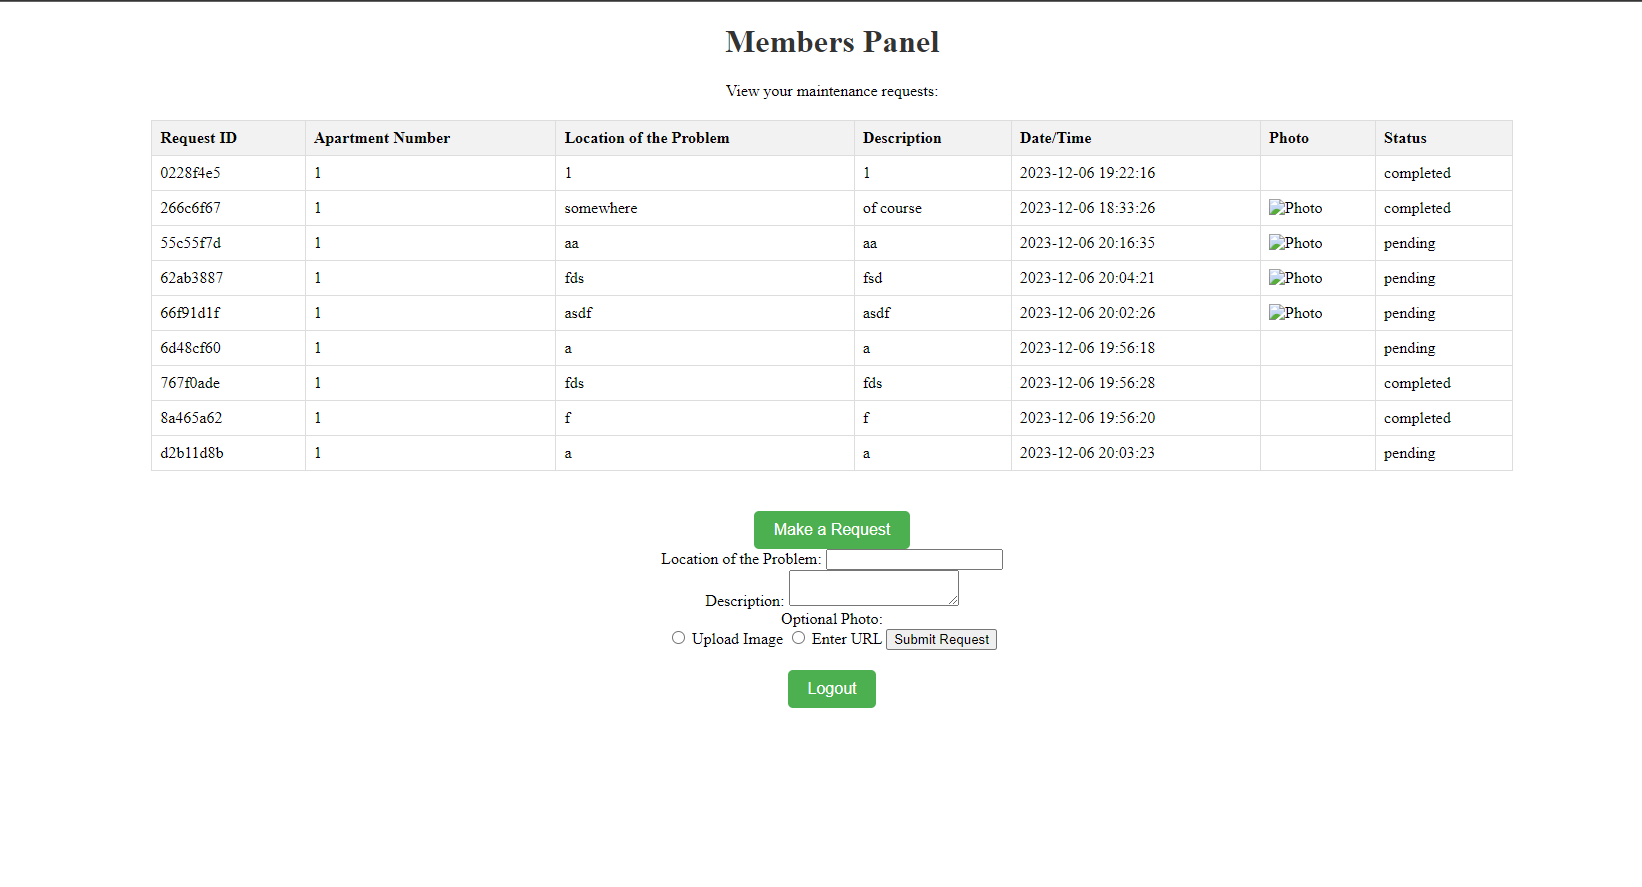 Members Panel
View your maintenance requests:
Request ID Apartment Number Location of the Problem Description Date/Time Photo Status
0228f4e5 1 1 1 2023-12-06 19:22:16 completed
266c6f67 1 somewhere of course 2023-12-06 18:33:26 Photo completed
55c55f7d 1 aa aa 2023-12-06 20:16:35 Photo pending
62ab3887 1 fds fsd 2023-12-06 20:04:21 Photo pending
66f91d1f 1 asdf asdf 2023-12-06 20:02:26 Photo pending
6d48cf60 1 a a 2023-12-06 19:56:18 pending
767f0ade 1 fds fds 2023-12-06 19:56:28 completed
8a465a62 1 f f 2023-12-06 19:56:20 completed
d2b11d8b 1 a a 2023-12-06 20:03:23 pending
Make a Request
Location of the Problem:
Description:
Optional Photo:
Upload Image Enter URL Submit Request
Logout